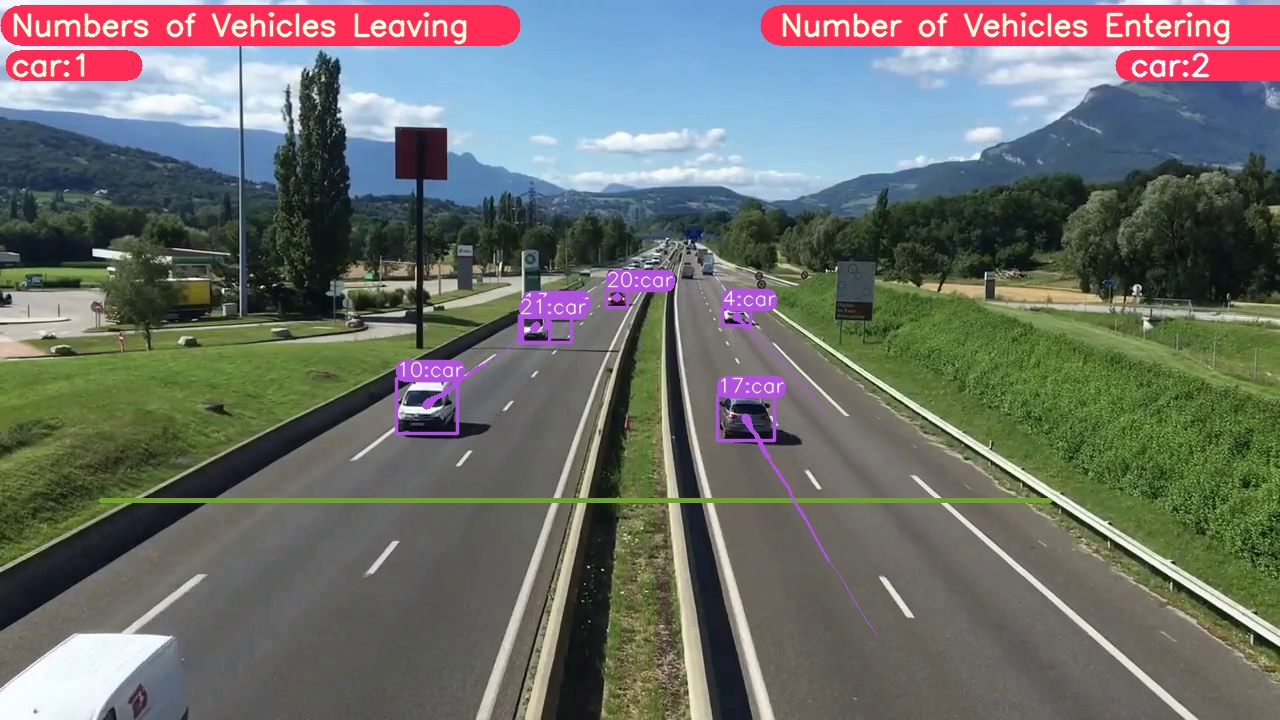 Numbers of Vehicles Leaving
Number of Vehicles Entering
car:1
car:2
20:car
4:car
21:car
10:car
17:car